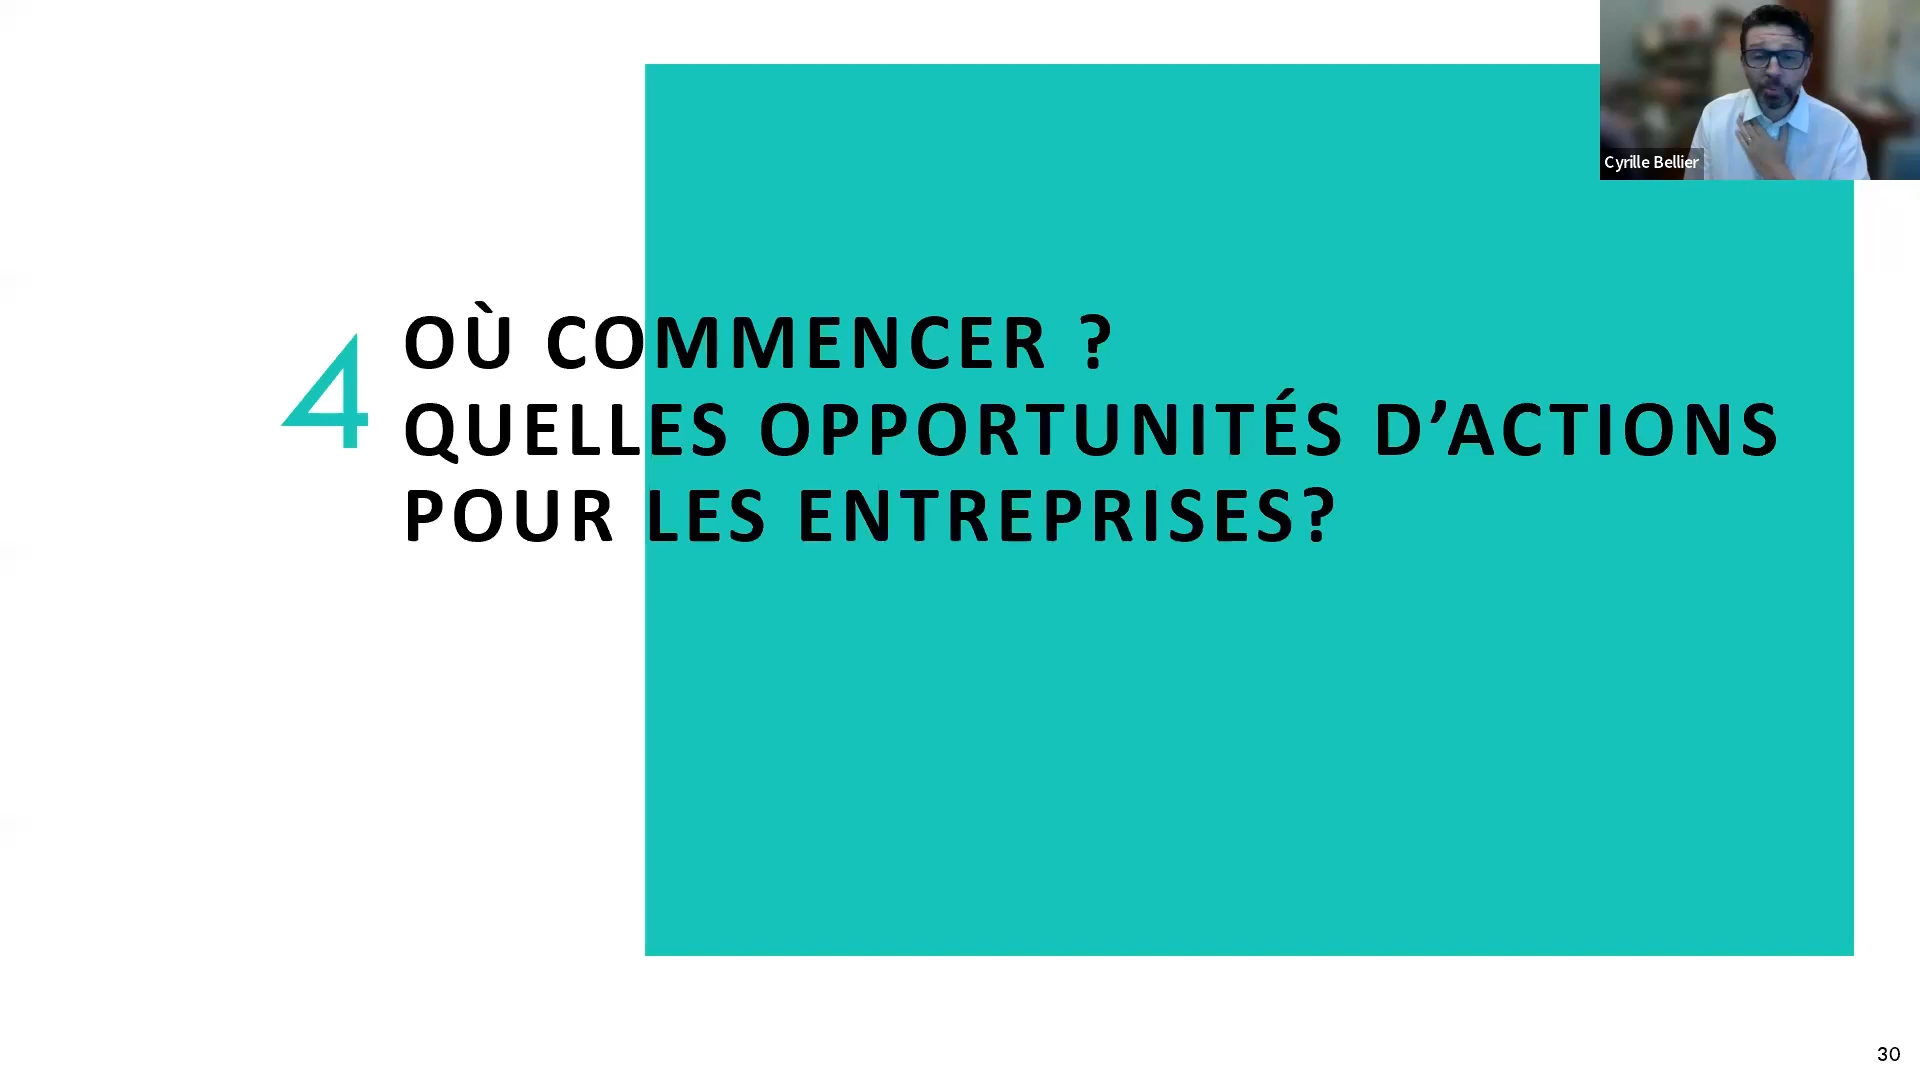 Cyrille Bellier
4
OÙ COMMENCER ?
QUELLES OPPORTUNITÉS D’ACTIONS
POUR LES ENTREPRISES?
30